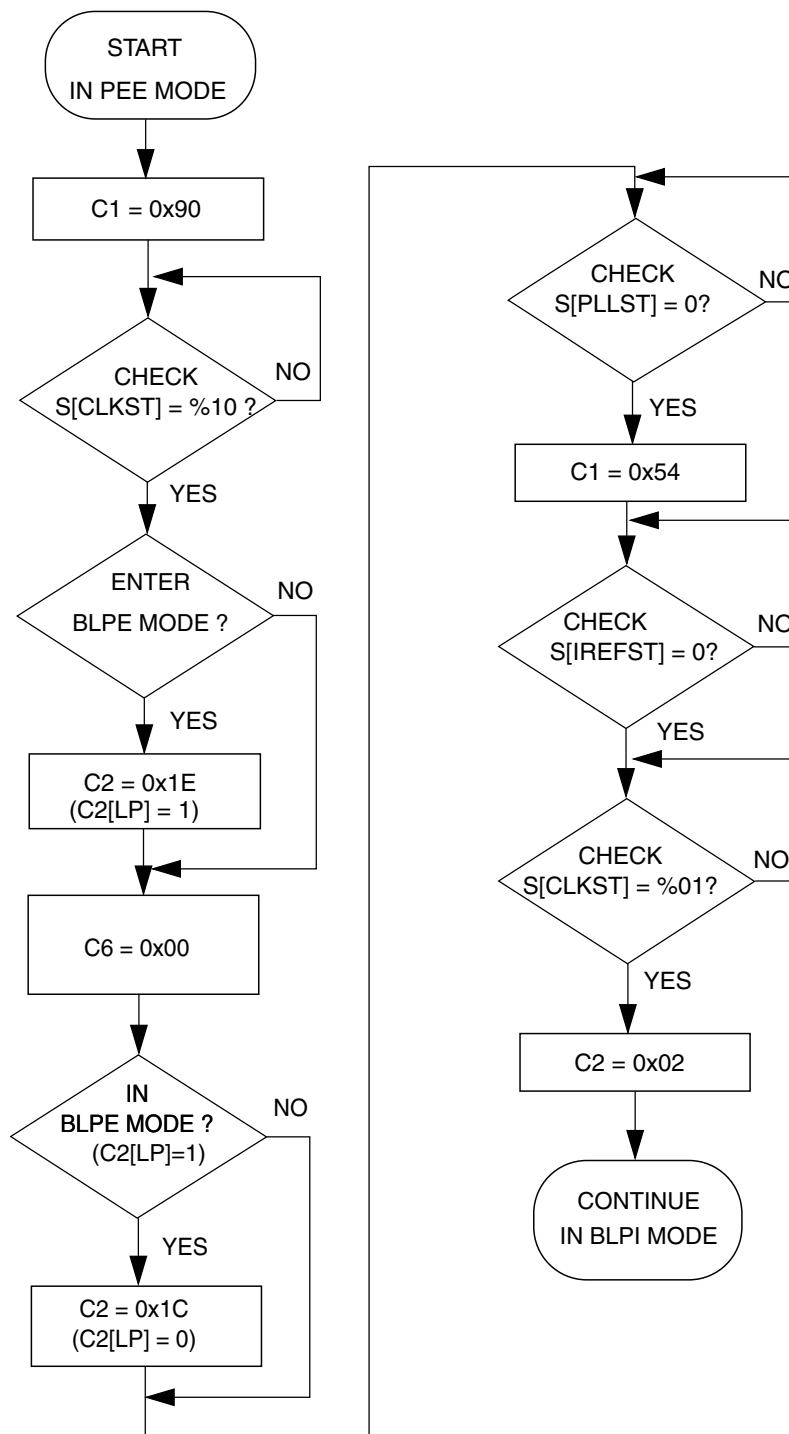 START
IN PEE MODE
C1 = 0x90
CHECK
S[CLKST] = %10 ?
NO
YES
ENTER
BLPE MODE ?
NO
YES
C2 = 0x1E
(C2[LP] = 1)
C6 = 0x00
IN
BLPE MODE ?
(C2[LP]=1)
NO
YES
C2 = 0x1C
(C2[LP] = 0)
CHECK
S[PLLST] = 0?
NO
YES
C1 = 0x54
CHECK
S[IREFST] = 0?
NO
YES
CHECK
S[CLKST] = %01?
NO
YES
C2 = 0x02
CONTINUE
IN BLPI MODE